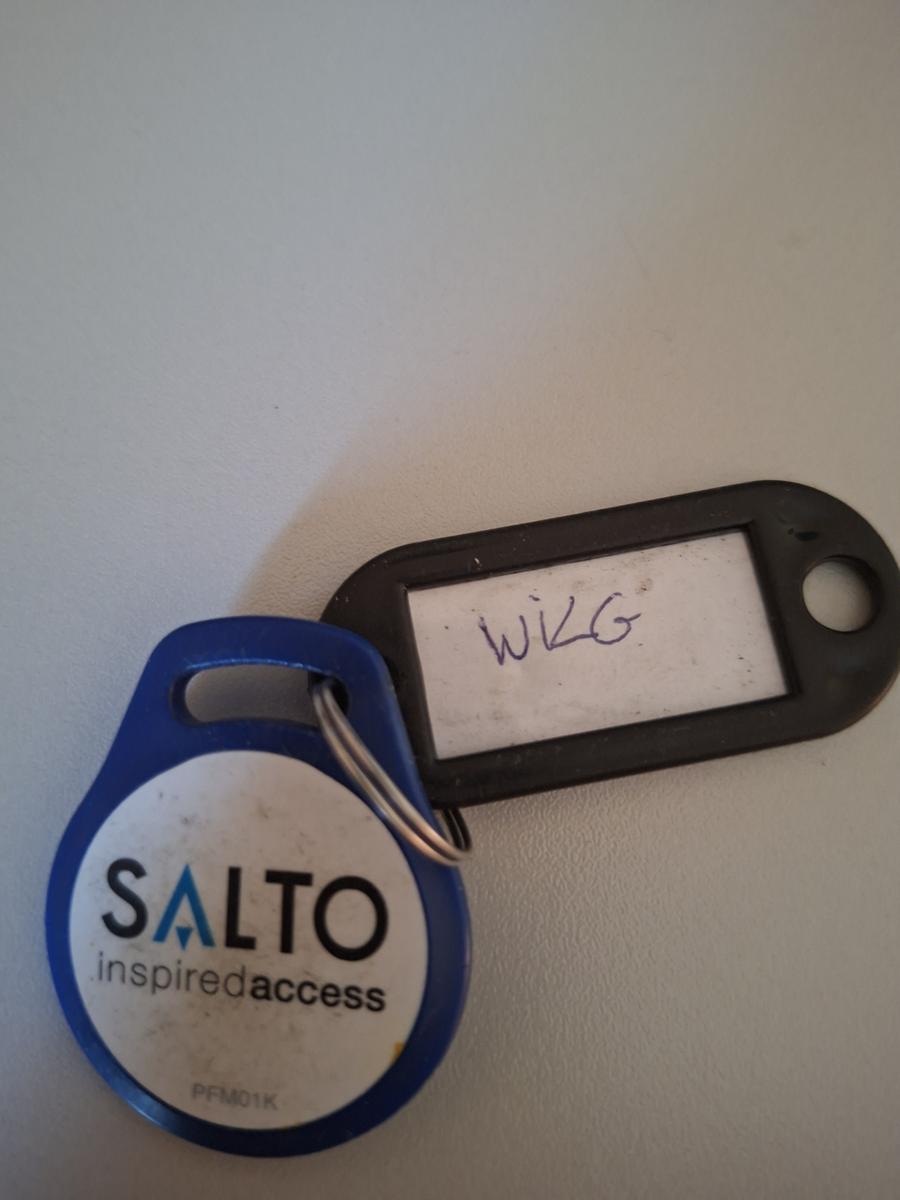 WKG
SALTO
inspiredaccess
PFM01K